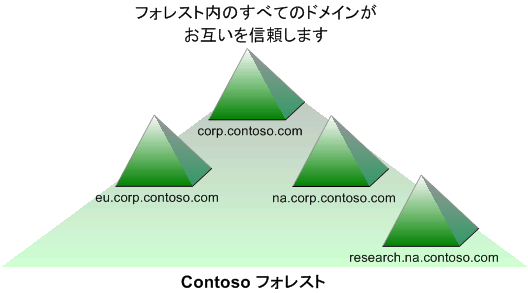 フォレスト内のすべてのドメインが
お互いを信頼します
corp.contoso.com
eu.corp.contoso.com
na.corp.contoso.com
research.na.contoso.com
Contoso フォレスト